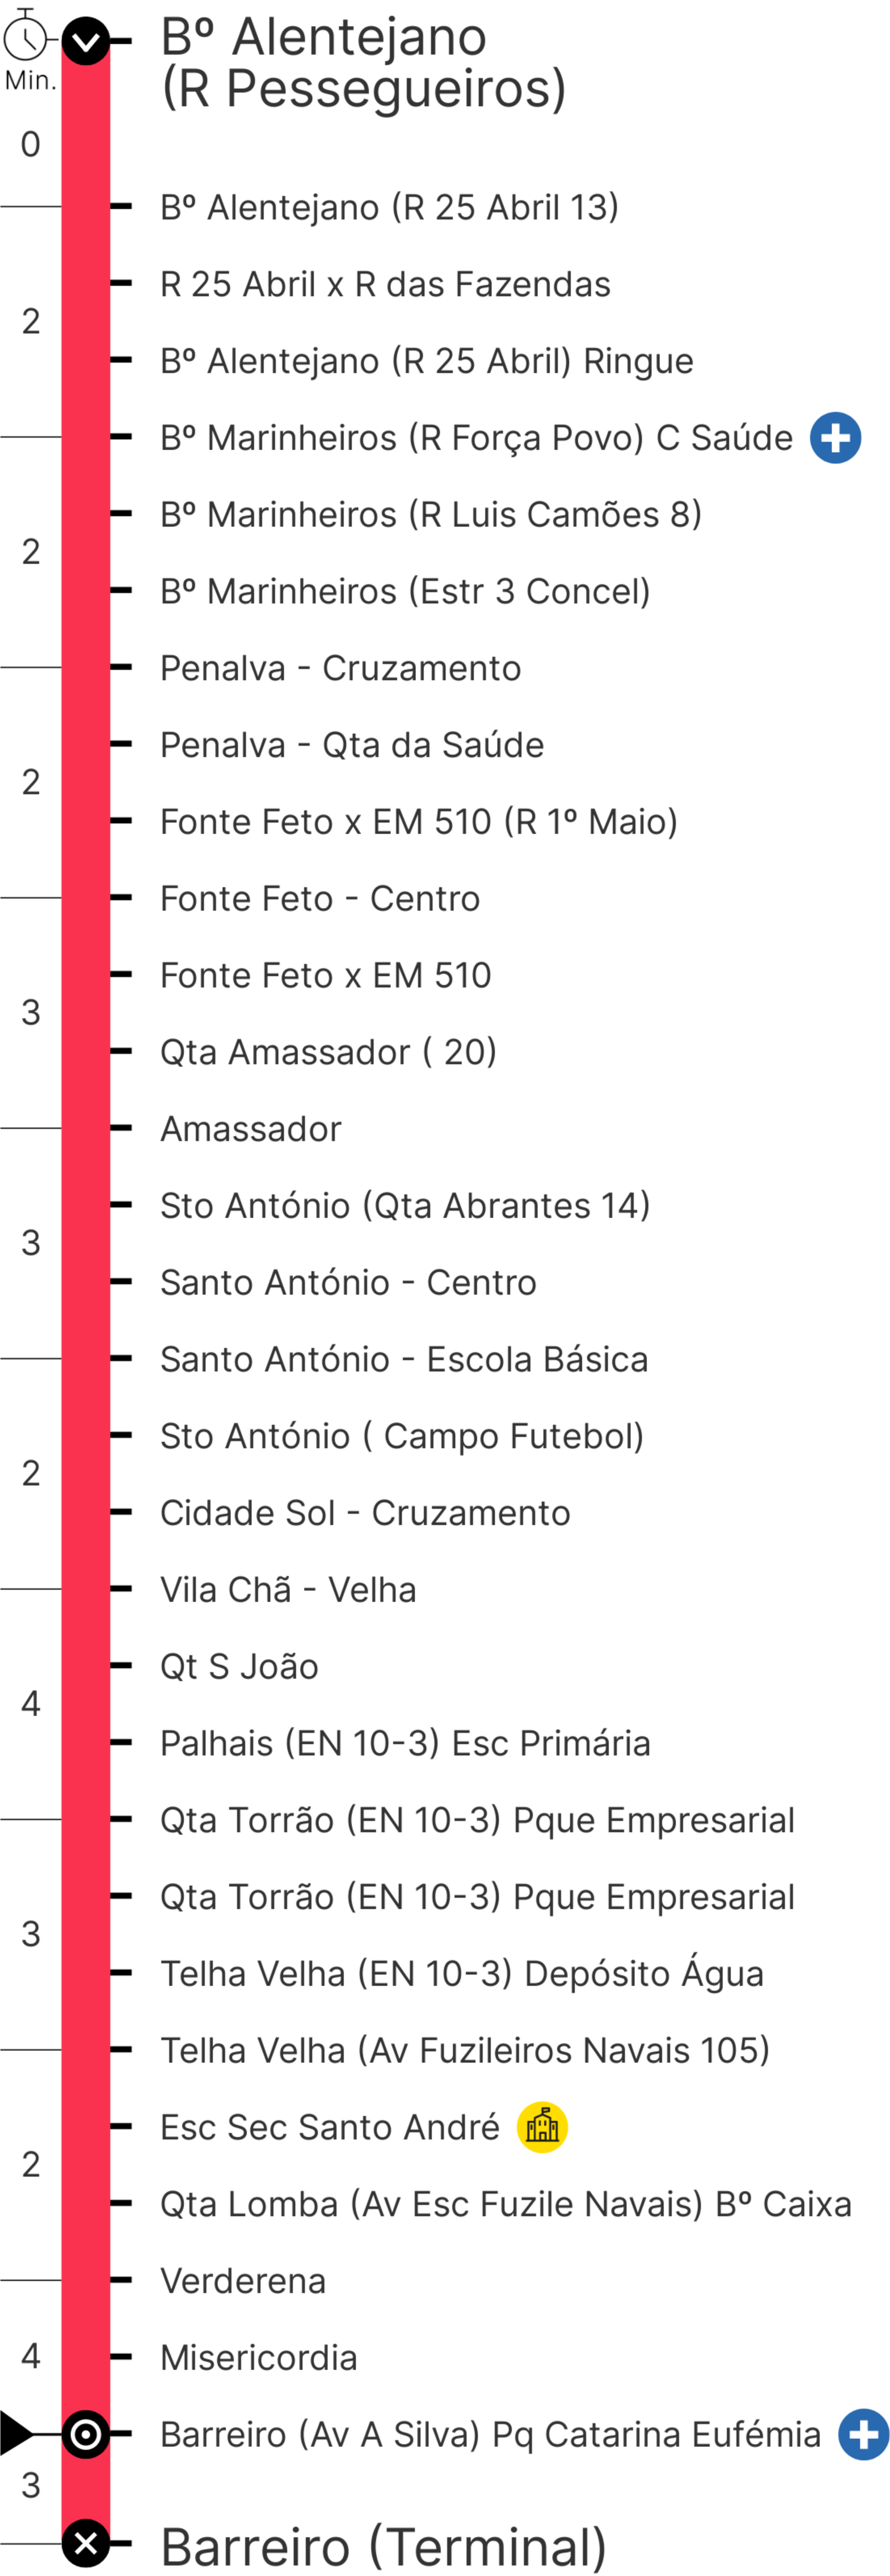 Bº Alentejano
(R Pessegueiros)
Min.
0
Bº Alentejano (R 25 Abril 13)
R 25 Abril x R das Fazendas
2
Bº Alentejano (R 25 Abril) Ringue
Bº Marinheiros (R Força Povo) C Saúde
Bº Marinheiros (R Luis Camões 8)
2
Bº Marinheiros (Estr 3 Concel)
Penalva - Cruzamento
Penalva - Qta da Saúde
2
Fonte Feto x EM 510 (R 1º Maio)
Fonte Feto - Centro
Fonte Feto x EM 510
3
Qta Amassador ( 20)
Amassador
Sto António (Qta Abrantes 14)
3
Santo António - Centro
Santo António - Escola Básica
Sto António ( Campo Futebol)
2
Cidade Sol - Cruzamento
Vila Chã - Velha
Qt S João
4
Palhais (EN 10-3) Esc Primária
Qta Torrão (EN 10-3) Pque Empresarial
Qta Torrão (EN 10-3) Pque Empresarial
3
Telha Velha (EN 10-3) Depósito Água
Telha Velha (Av Fuzileiros Navais 105)
Esc Sec Santo André
2
Qta Lomba (Av Esc Fuzile Navais) Bº Caixa
Verderena
4
Misericordia
Barreiro (Av A Silva) Pq Catarina Eufémia
3
Barreiro (Terminal)